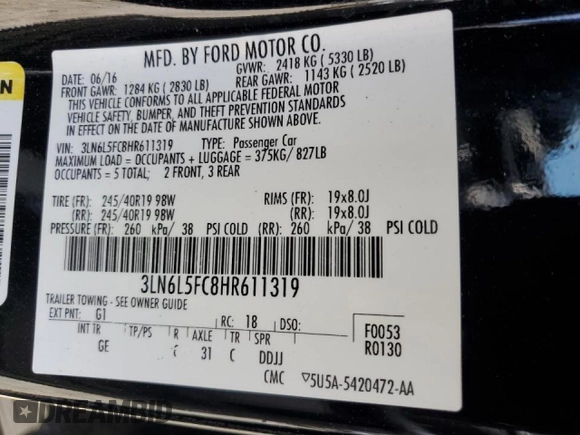 MFD. BY FORD MOTOR CO.
DATE: 06/16 GVWR: 2418 KG ( 5330 LB)
FRONT GAWR: 1284 KG ( 2830 LB) REAR GAWR: 1143 KG ( 2520 LB)
THIS VEHICLE CONFORMS TO ALL APPLICABLE FEDERAL MOTOR
VEHICLE SAFETY, BUMPER, AND THEFT PREVENTION STANDARDS
IN EFFECT ON THE DATE OF MANUFACTURE SHOWN ABOVE.
VIN: 3LN6L5FC8HR611319 TYPE: Passenger Car
MAXIMUM LOAD = OCCUPANTS + LUGGAGE = 375KG/ 827LB
OCCUPANTS = 5 TOTAL; 2 FRONT, 3 REAR
TIRE (FR): 245/40R19 98W RIMS (FR): 19x8.0J
(RR): 245/40R19 98W (RR): 19x8.0J
PRESSURE (FR): 260 kPa/ 38 PSI COLD (RR): 260 kPa/ 38 PSI COLD
3LN6L5FC8HR611319
TRAILER TOWING - SEE OWNER GUIDE
EXT PNT: G1 RC: 18 DSO: F0053
INT TR TP/PS R AXLE TR SPR R0130
GE 31 C DDJJ
CMC ▽5U5A-5420472-AA
DREAMBID